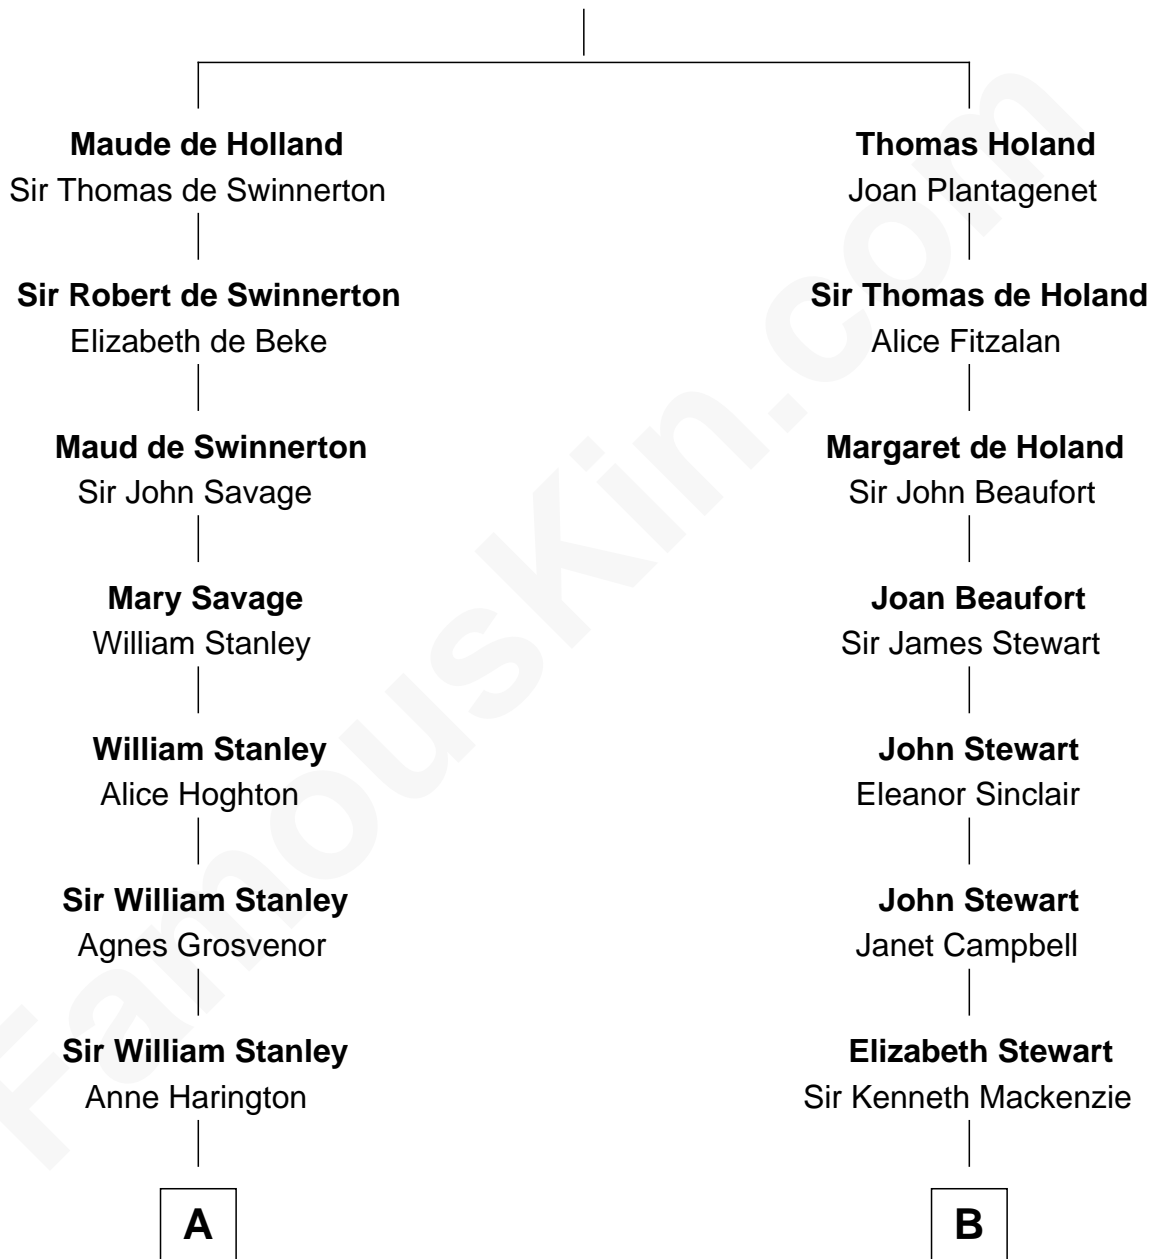 Maude de Holland
Sir Thomas de Swinnerton
Sir Robert de Swinnerton
Elizabeth de Beke
Maud de Swinnerton
Sir John Savage
Mary Savage
William Stanley
William Stanley
Alice Hoghton
Sir William Stanley
Agnes Grosvenor
Sir William Stanley
Anne Harington
A
Thomas Holand
Joan Plantagenet
Sir Thomas de Holand
Alice Fitzalan
Margaret de Holand
Sir John Beaufort
Joan Beaufort
Sir James Stewart
John Stewart
Eleanor Sinclair
John Stewart
Janet Campbell
Elizabeth Stewart
Sir Kenneth Mackenzie
B
FamousKin.com